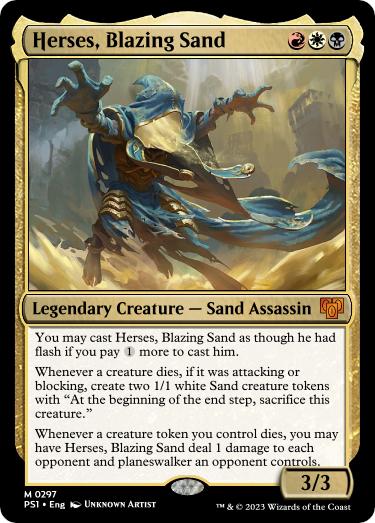 Herses, Blazing Sand
Legendary Creature — Sand Assassin
You may cast Herses, Blazing Sand as though he had
flash if you pay 1 more to cast him.
Whenever a creature dies, if it was attacking or
blocking, create two 1/1 white Sand creature tokens
with “At the beginning of the end step, sacrifice this
creature.”
Whenever a creature token you control dies, you may
have Herses, Blazing Sand deal 1 damage to each
opponent and planeswalker an opponent controls.
3/3
M 0297
PS1 • Eng Unknown Artist
™ & © 2023 Wizards of the Coast